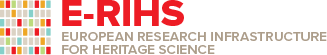 E-RIHS
EUROPEAN RESEARCH INFRASTRUCTURE
FOR HERITAGE SCIENCE